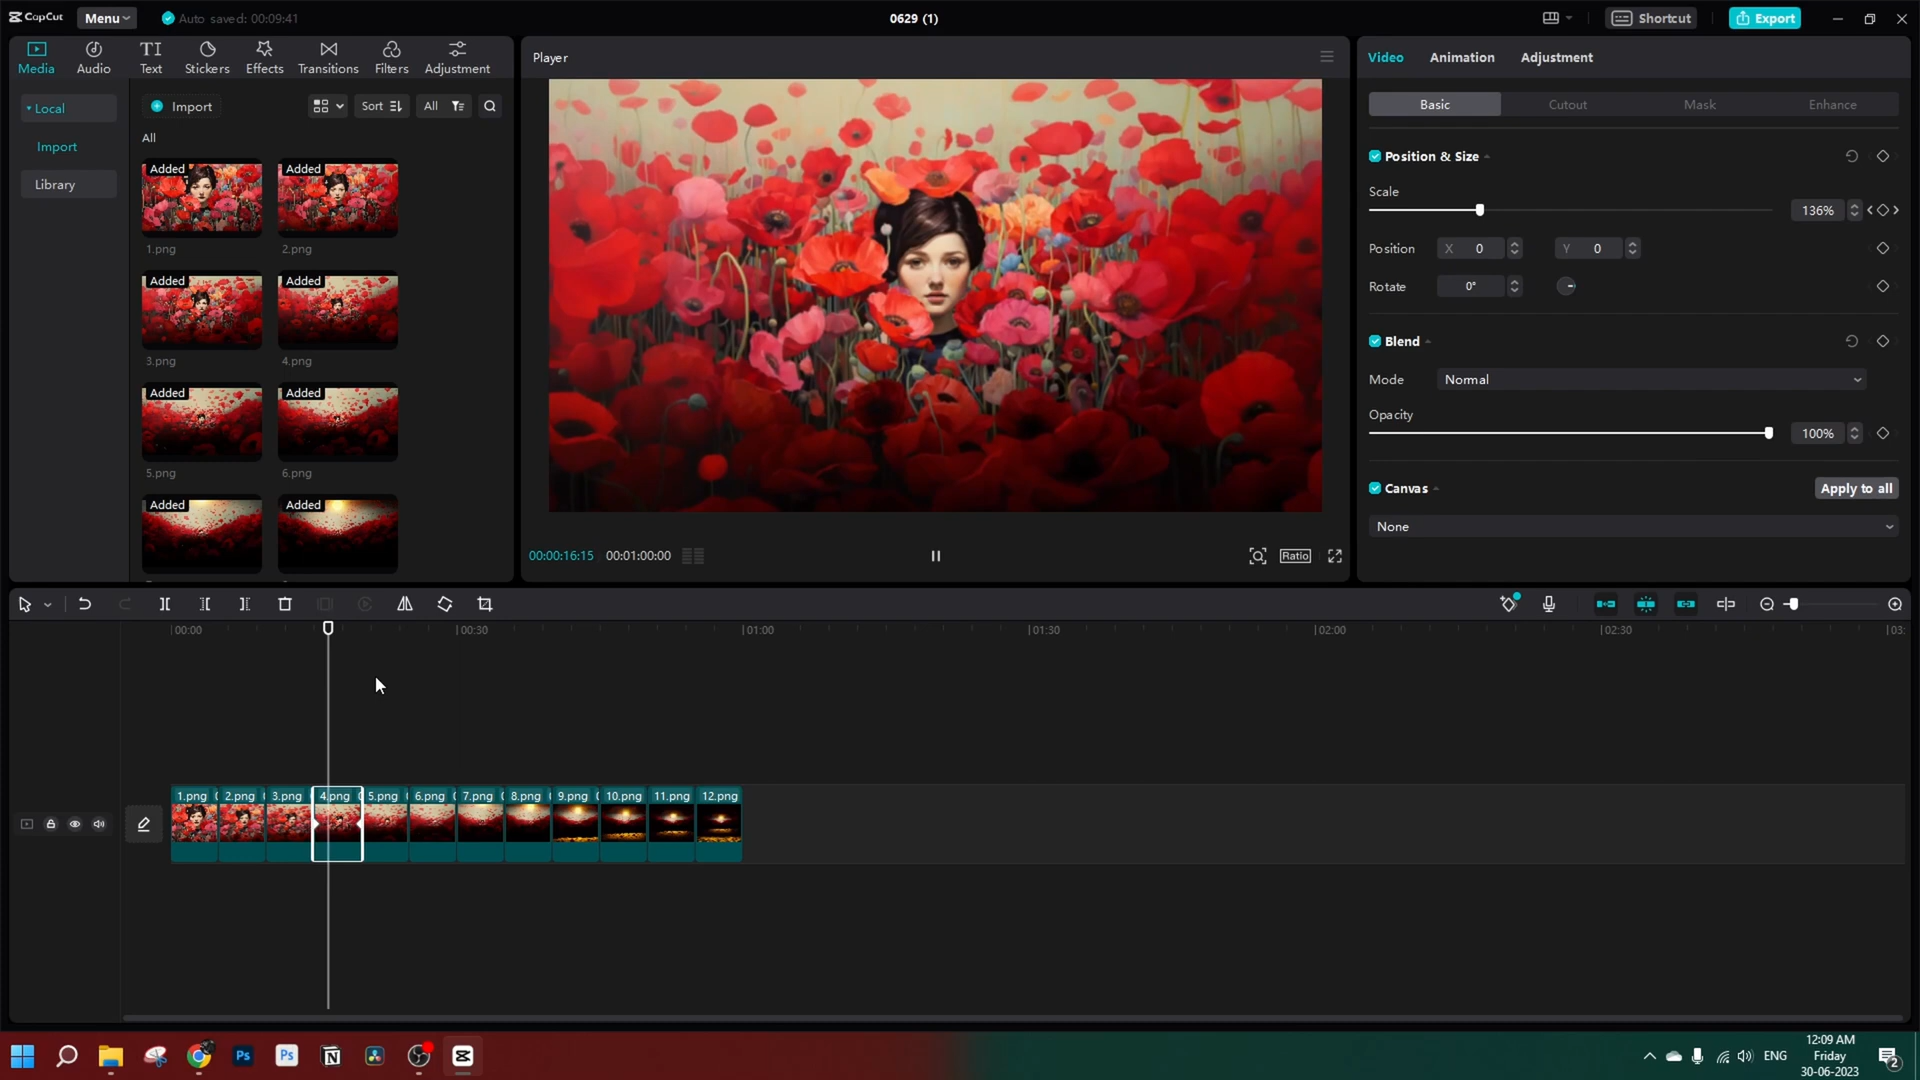 CapCut
Menu
Auto saved: 00:09:41
0629 (1)
Shortcut
Export
Media
Audio
TI
Text
Stickers
Effects
Transitions
Filters
Adjustment
Local
Import
Library
Import
Sort
All
All
Added
Added
1.png
2.png
Added
Added
3.png
4.png
Added
Added
5.png
6.png
Added
Added
Player
00:00:16:15
00:01:00:00
Ratio
Video
Animation
Adjustment
Basic
Cutout
Mask
Enhance
Position & Size
Scale
136%
Position
X 0
Y 0
Rotate
0°
Blend
Mode
Normal
Opacity
100%
Canvas
Apply to all
None
00:00
00:30
01:00
01:30
02:00
02:30
03:
1.png
2.png
3.png
4.png
5.png
6.png
7.png
8.png
9.png
10.png
11.png
12.png
Ps
Ps
N
ENG
12:09 AM
Friday
30-06-2023
2